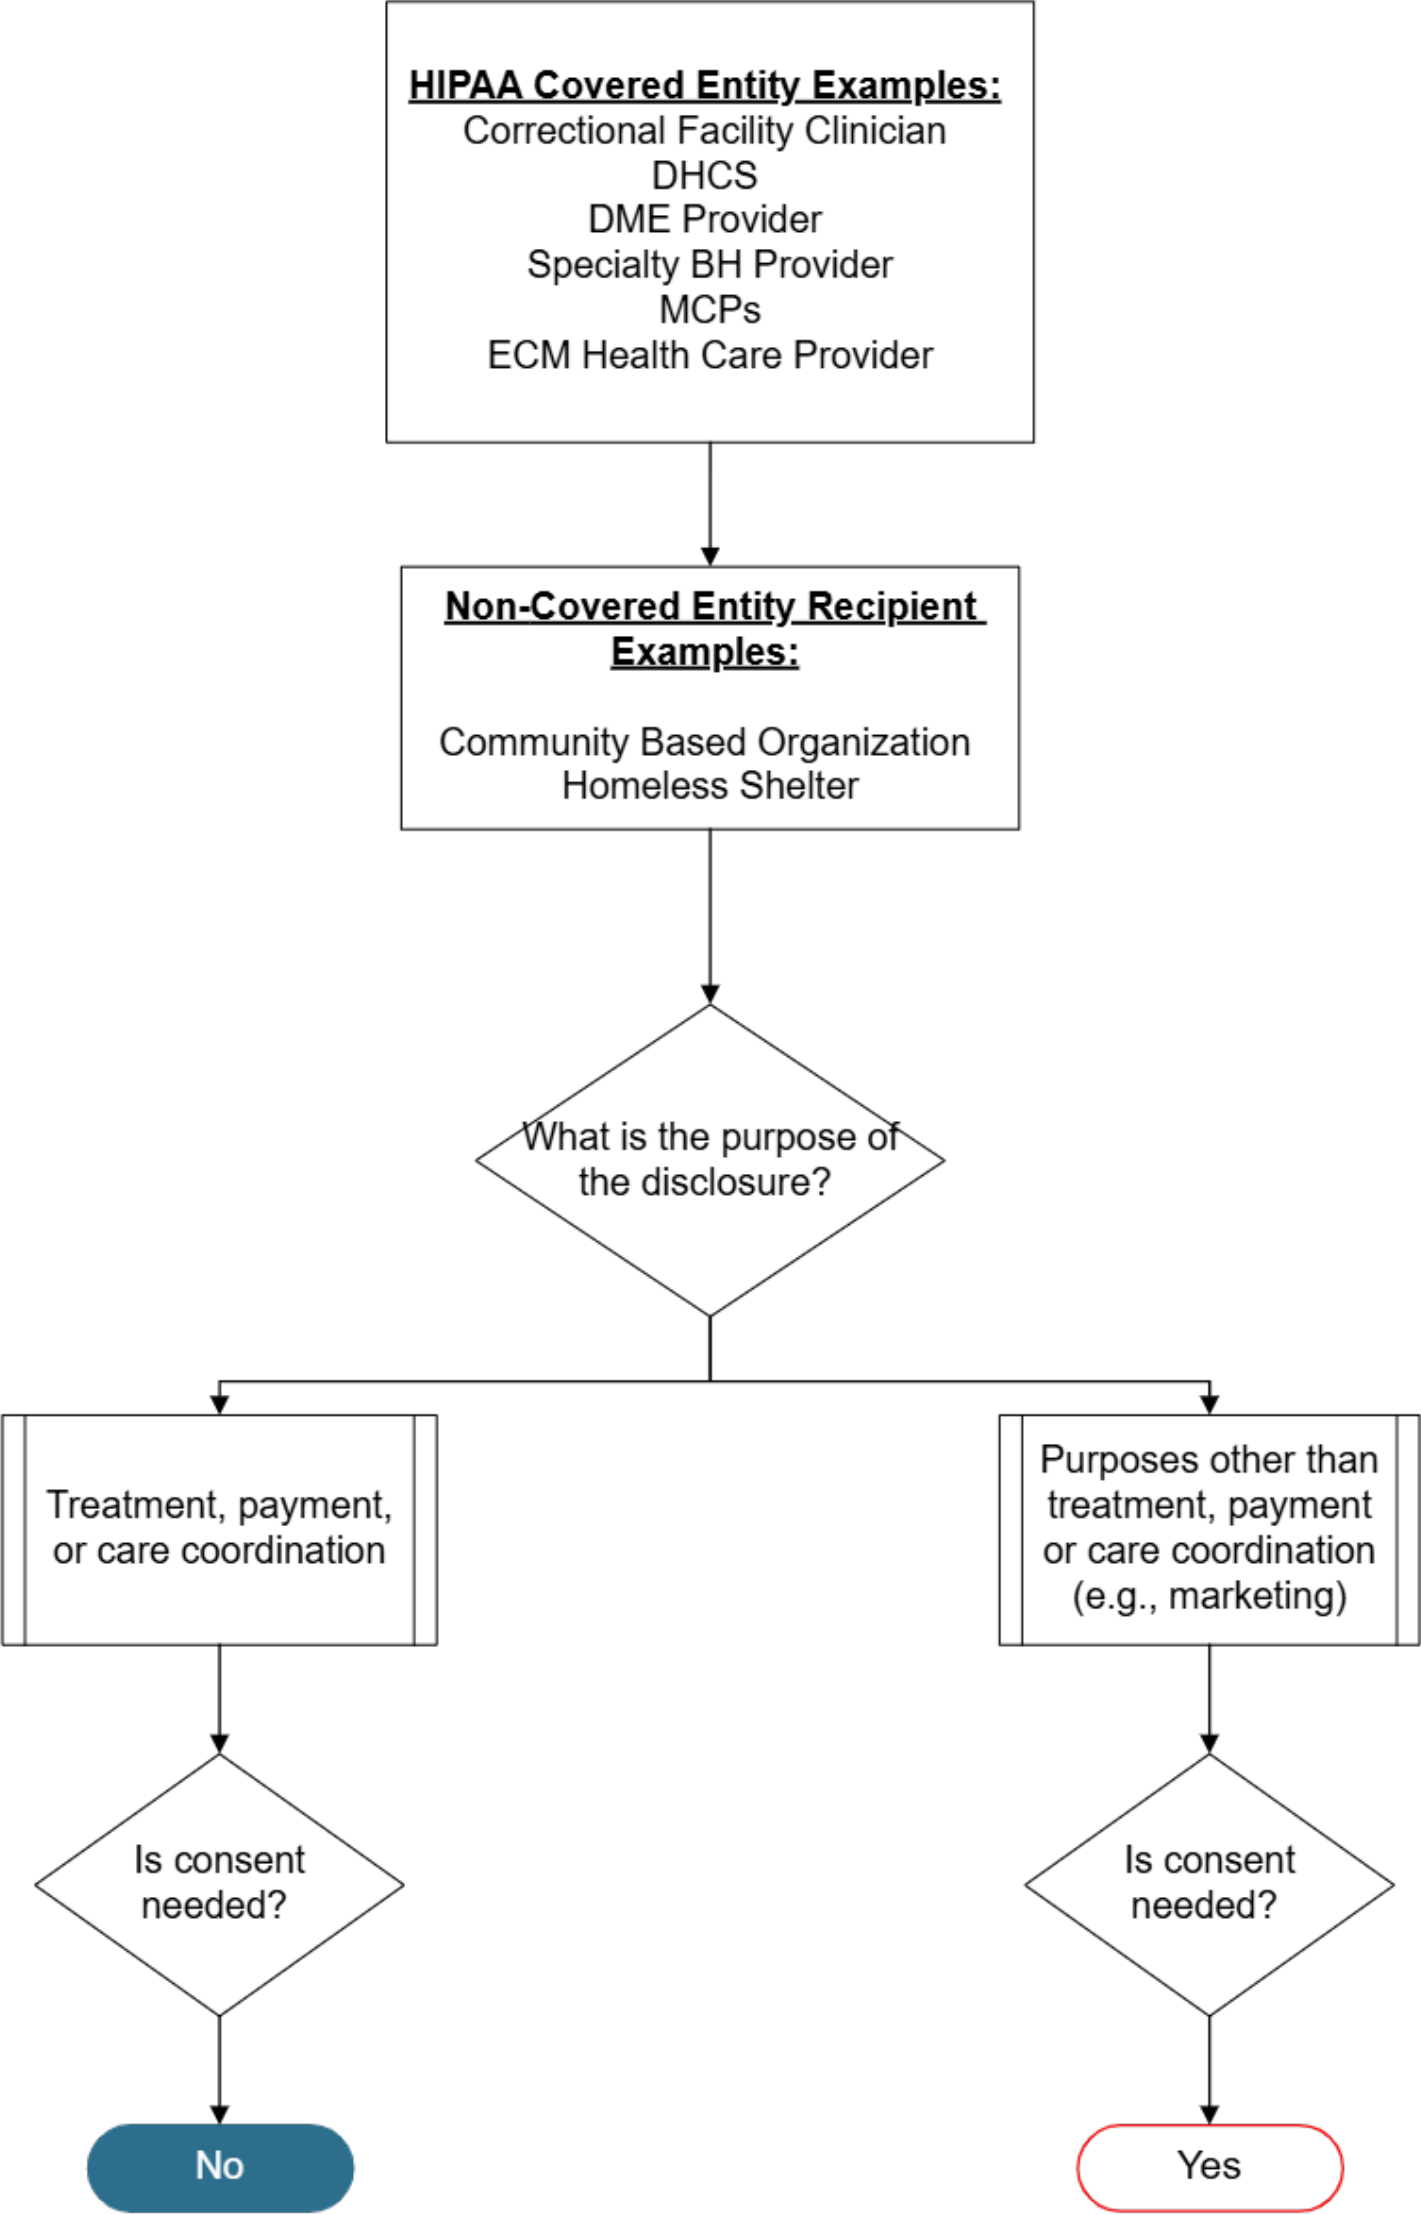 HIPAA Covered Entity Examples:
Correctional Facility Clinician
DHCS
DME Provider
Specialty BH Provider
MCPs
ECM Health Care Provider
Non-Covered Entity Recipient
Examples:
Community Based Organization
Homeless Shelter
What is the purpose of
the disclosure?
Treatment, payment,
or care coordination
Purposes other than
treatment, payment
or care coordination
(e.g., marketing)
Is consent
needed?
Is consent
needed?
No
Yes